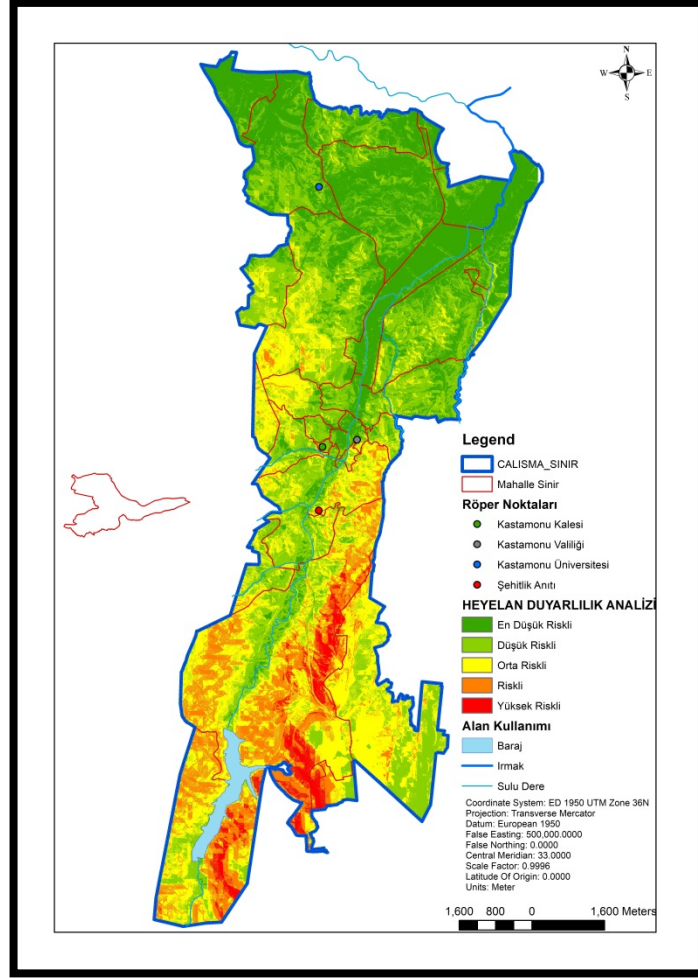 N
W E
S
Legend
CALISMA_SINIR
Mahalle Sinir
Röper Noktaları
Kastamonu Kalesi
Kastamonu Valiliği
Kastamonu Üniversitesi
Şehitlik Anıtı
HEYELAN DUYARLILIK ANALİZİ
En Düşük Riskli
Düşük Riskli
Orta Riskli
Riskli
Yüksek Riskli
Alan Kullanımı
Baraj
Irmak
Sulu Dere
Coordinate System: ED 1950 UTM Zone 36N
Projection: Transverse Mercator
Datum: European 1950
False Easting: 500,000.0000
False Northing: 0.0000
Central Meridian: 33.0000
Scale Factor: 0.9996
Latitude Of Origin: 0.0000
Units: Meter
1,600 800 0 1,600 Meters